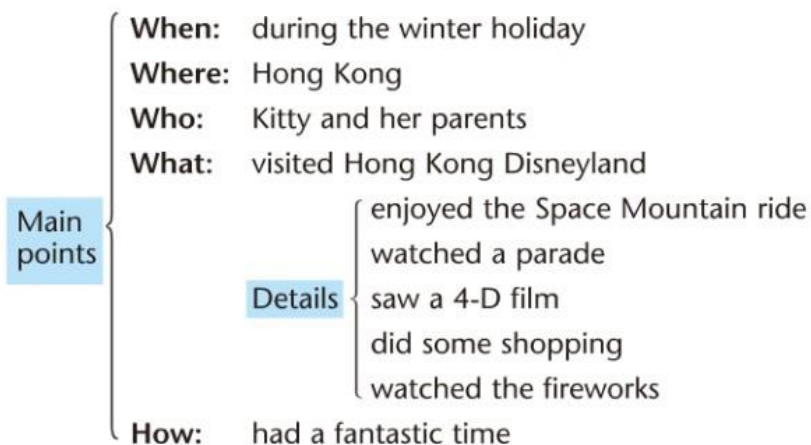 When: during the winter holiday
Where: Hong Kong
Who: Kitty and her parents
What: visited Hong Kong Disneyland
Main
points
Details
enjoyed the Space Mountain ride
watched a parade
saw a 4-D film
did some shopping
watched the fireworks
How: had a fantastic time